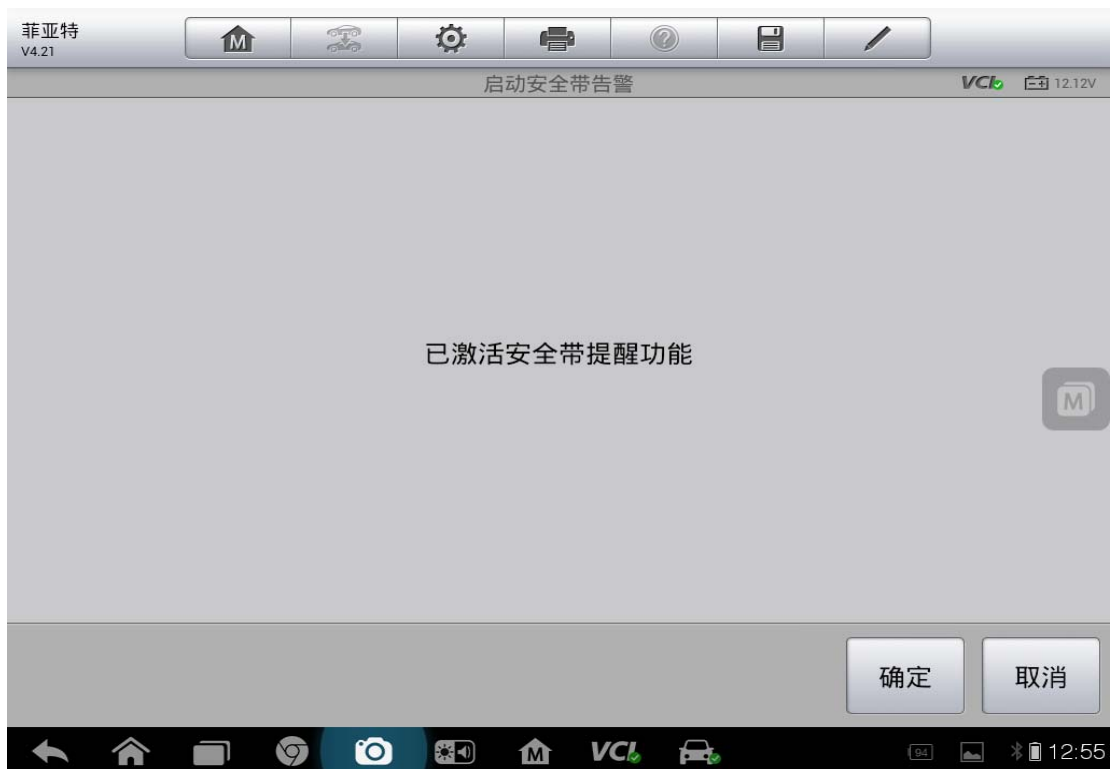 菲亚特
V4.21
M
启动安全带告警
VCI
12.12V
已激活安全带提醒功能
M
确定
取消
M
VCI
94
12:55